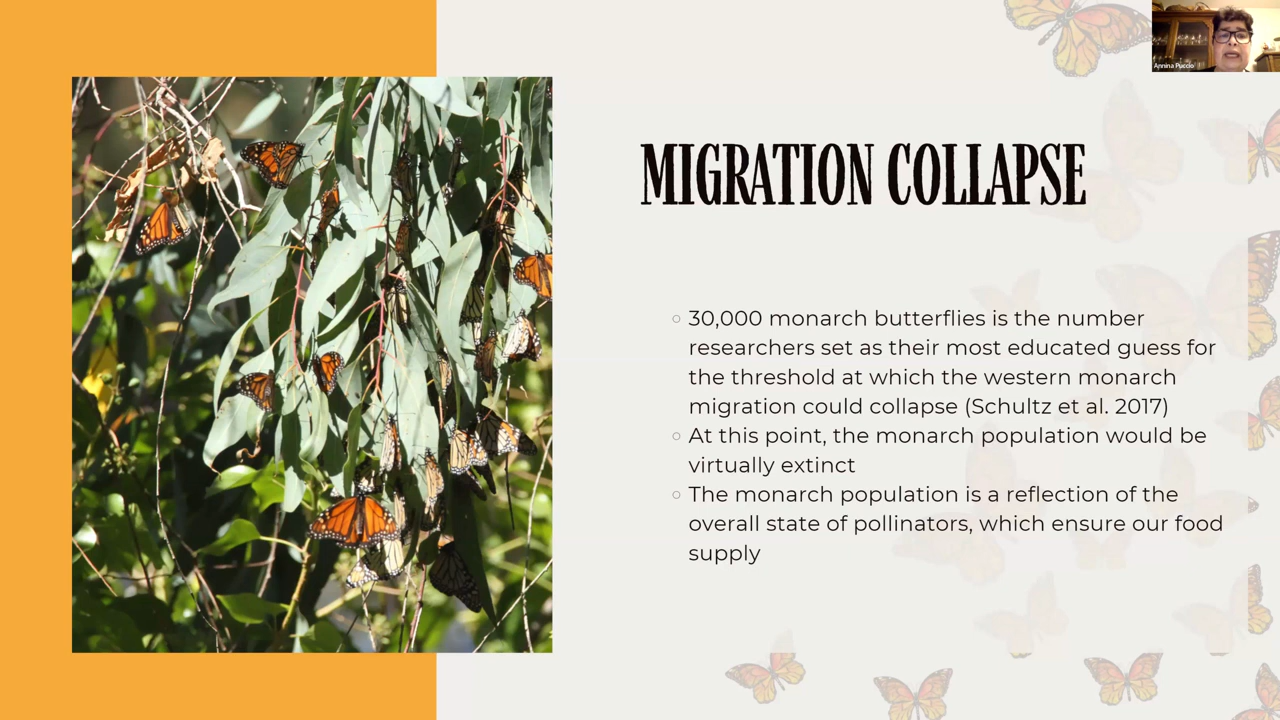 Annina Puccio
MIGRATION COLLAPSE
30,000 monarch butterflies is the number
researchers set as their most educated guess for
the threshold at which the western monarch
migration could collapse (Schultz et al. 2017)
At this point, the monarch population would be
virtually extinct
The monarch population is a reflection of the
overall state of pollinators, which ensure our food
supply